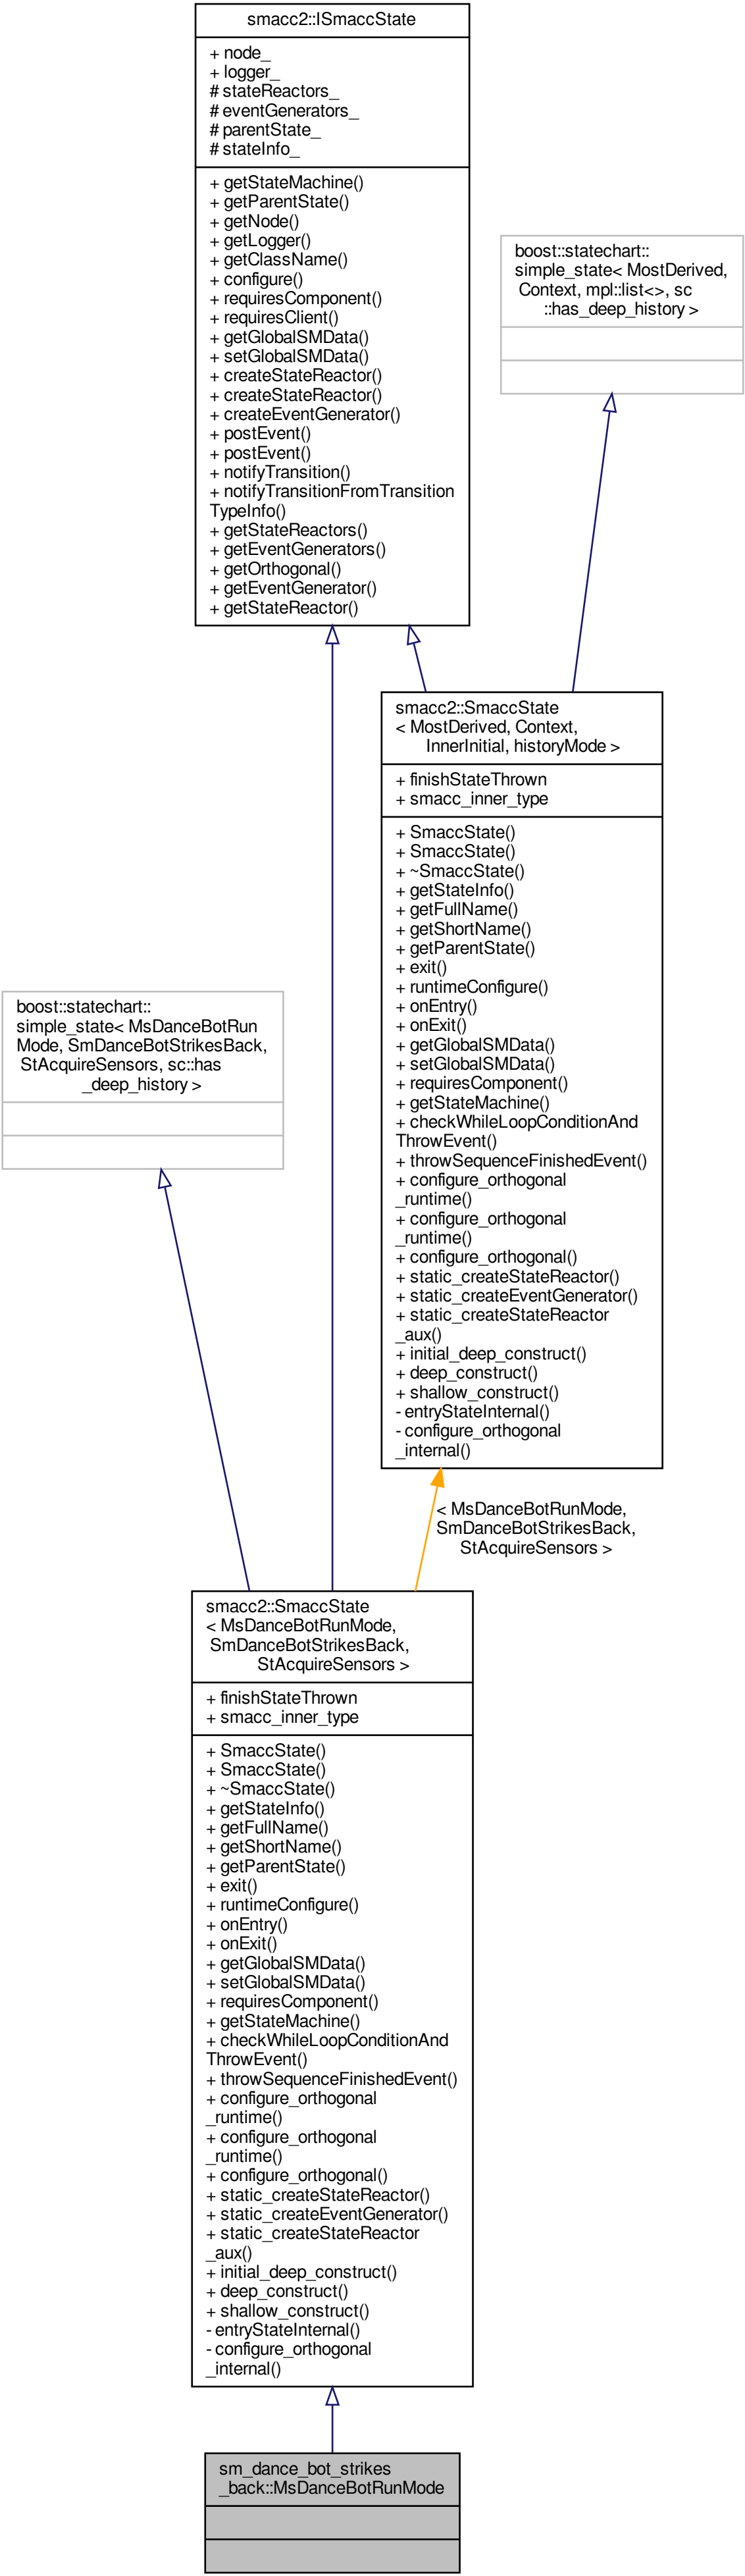 smacc2::ISmaccState
+ node_
+ logger_
# stateReactors_
# eventGenerators_
# parentState_
# stateInfo_
+ getStateMachine()
+ getParentState()
+ getNode()
+ getLogger()
+ getClassName()
+ configure()
+ requiresComponent()
+ requiresClient()
+ getGlobalSMData()
+ setGlobalSMData()
+ createStateReactor()
+ createStateReactor()
+ createEventGenerator()
+ postEvent()
+ postEvent()
+ notifyTransition()
+ notifyTransitionFromTransition
TypeInfo()
+ getStateReactors()
+ getEventGenerators()
+ getOrthogonal()
+ getEventGenerator()
+ getStateReactor()
boost::statechart::
simple_state< MostDerived,
Context, mpl::list<>, sc
::has_deep_history >
smacc2::SmaccState
< MostDerived, Context,
InnerInitial, historyMode >
+ finishStateThrown
+ smacc_inner_type
+ SmaccState()
+ SmaccState()
+ ~SmaccState()
+ getStateInfo()
+ getFullName()
+ getShortName()
+ getParentState()
+ exit()
+ runtimeConfigure()
+ onEntry()
+ onExit()
+ getGlobalSMData()
+ setGlobalSMData()
+ requiresComponent()
+ getStateMachine()
+ checkWhileLoopConditionAnd
ThrowEvent()
+ throwSequenceFinishedEvent()
+ configure_orthogonal
_runtime()
+ configure_orthogonal
_runtime()
+ configure_orthogonal()
+ static_createStateReactor()
+ static_createEventGenerator()
+ static_createStateReactor
_aux()
+ initial_deep_construct()
+ deep_construct()
+ shallow_construct()
- entryStateInternal()
- configure_orthogonal
_internal()
boost::statechart::
simple_state< MsDanceBotRun
Mode, SmDanceBotStrikesBack,
StAcquireSensors, sc::has
_deep_history >
< MsDanceBotRunMode,
SmDanceBotStrikesBack,
StAcquireSensors >
smacc2::SmaccState
< MsDanceBotRunMode,
SmDanceBotStrikesBack,
StAcquireSensors >
+ finishStateThrown
+ smacc_inner_type
+ SmaccState()
+ SmaccState()
+ ~SmaccState()
+ getStateInfo()
+ getFullName()
+ getShortName()
+ getParentState()
+ exit()
+ runtimeConfigure()
+ onEntry()
+ onExit()
+ getGlobalSMData()
+ setGlobalSMData()
+ requiresComponent()
+ getStateMachine()
+ checkWhileLoopConditionAnd
ThrowEvent()
+ throwSequenceFinishedEvent()
+ configure_orthogonal
_runtime()
+ configure_orthogonal
_runtime()
+ configure_orthogonal()
+ static_createStateReactor()
+ static_createEventGenerator()
+ static_createStateReactor
_aux()
+ initial_deep_construct()
+ deep_construct()
+ shallow_construct()
- entryStateInternal()
- configure_orthogonal
_internal()
sm_dance_bot_strikes
_back::MsDanceBotRunMode